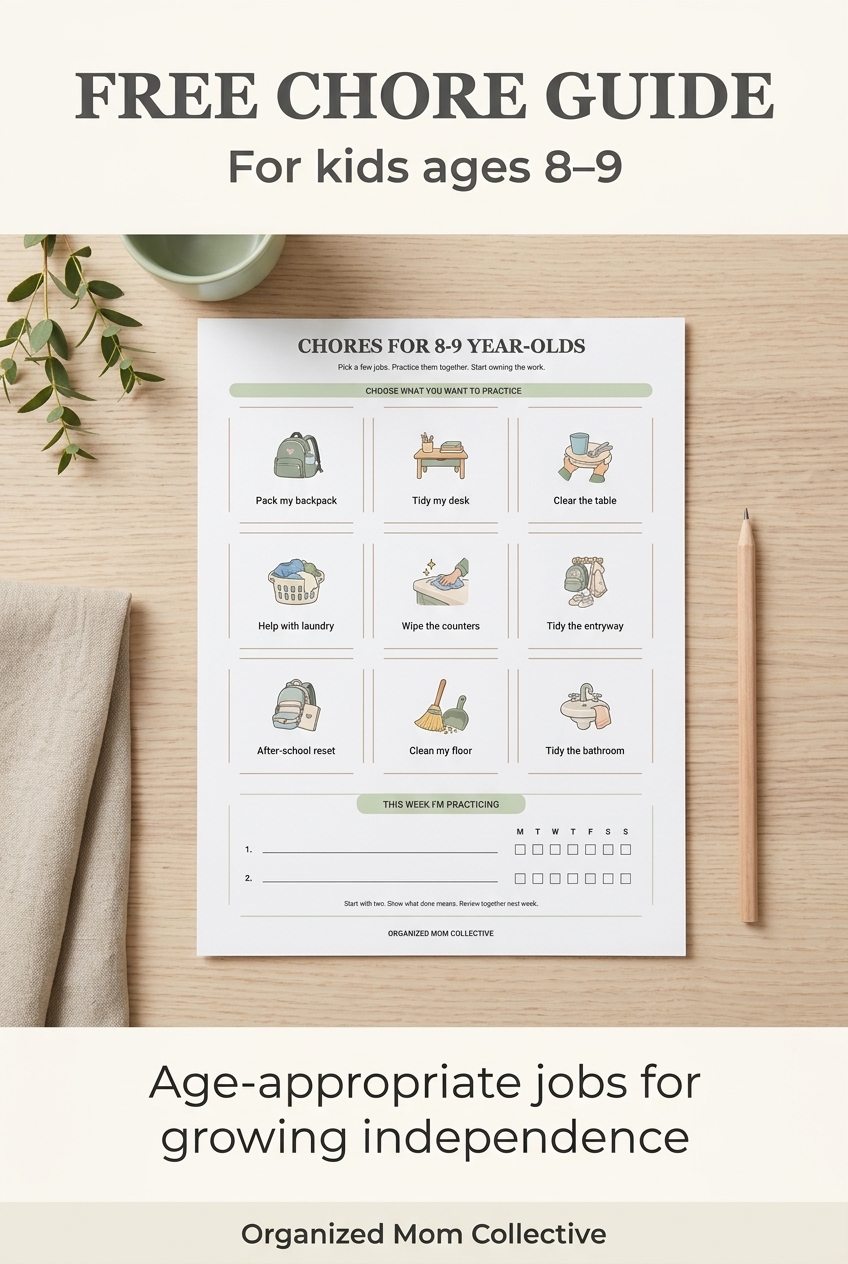 FREE CHORE GUIDE
For kids ages 8–9
CHORES FOR 8-9 YEAR-OLDS
Pick a few jobs. Practice them together. Start owning the work.
CHOOSE WHAT YOU WANT TO PRACTICE
Pack my backpack
Tidy my desk
Clear the table
Help with laundry
Wipe the counters
Tidy the entryway
After-school reset
Clean my floor
Tidy the bathroom
THIS WEEK I'M PRACTICING
M T W T F S S
1.
2.
Start with two. Show what done means. Review together next week.
ORGANIZED MOM COLLECTIVE
Age-appropriate jobs for
growing independence
Organized Mom Collective